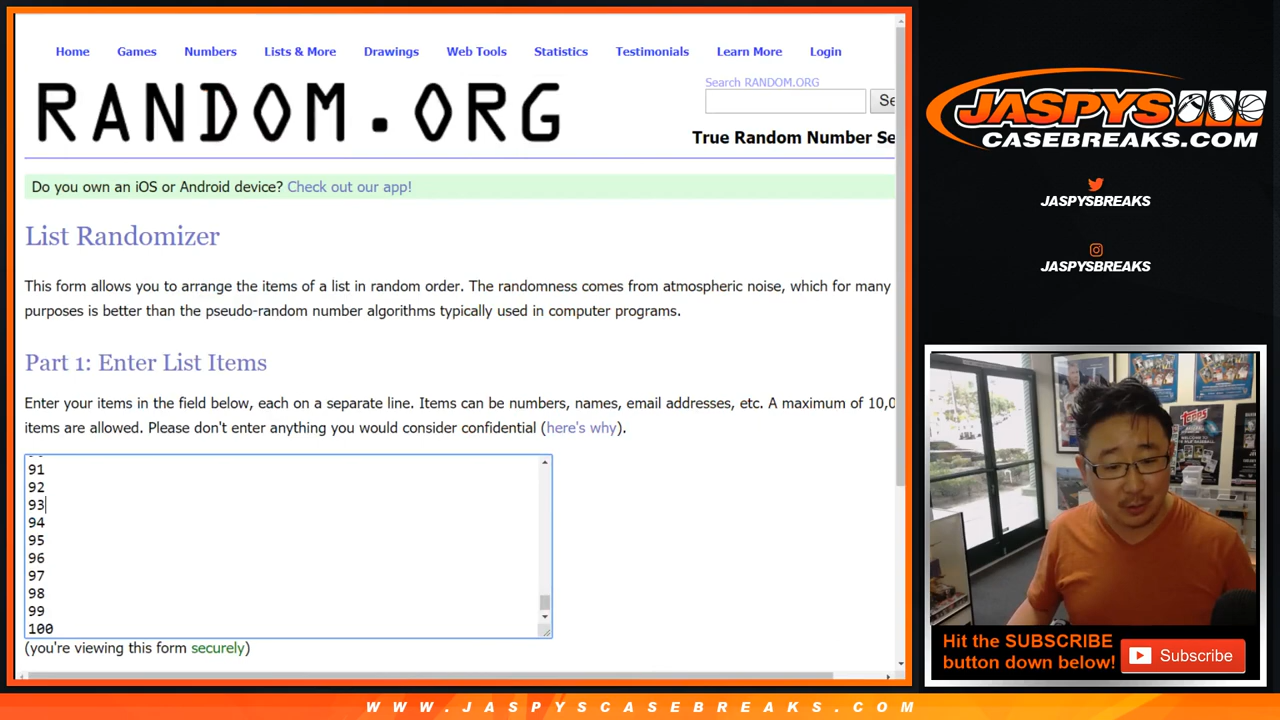 Home Games Numbers Lists & More Drawings Web Tools Statistics Testimonials Learn More Login
RANDOM.ORG
Search RANDOM.ORG
Se
True Random Number Se
Do you own an iOS or Android device? Check out our app!
List Randomizer
This form allows you to arrange the items of a list in random order. The randomness comes from atmospheric noise, which for many
purposes is better than the pseudo-random number algorithms typically used in computer programs.
Part 1: Enter List Items
Enter your items in the field below, each on a separate line. Items can be numbers, names, email addresses, etc. A maximum of 10,0
items are allowed. Please don't enter anything you would consider confidential (here's why).
91
92
93
94
95
96
97
98
99
100
(you're viewing this form securely)
JASPYS
CASEBREAKS.COM
JASPYSBREAKS
JASPYSBREAKS
Topps
Hit the SUBSCRIBE
button down below!
Subscribe
WWW.JASPYSCASEBREAKS.COM